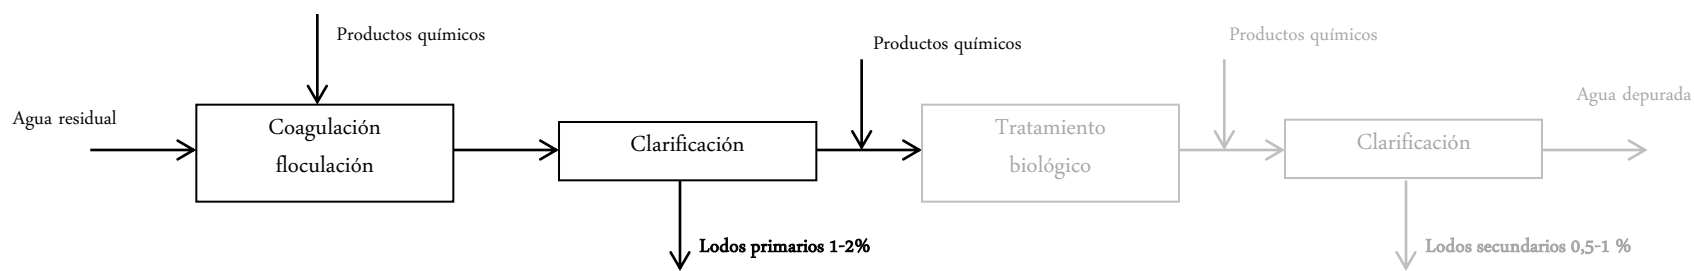 Productos químicos
Productos químicos
Productos químicos
Agua residual
Coagulación
floculación
Clarificación
Tratamiento
biológico
Clarificación
Agua depurada
Lodos primarios 1-2%
Lodos secundarios 0,5-1 %